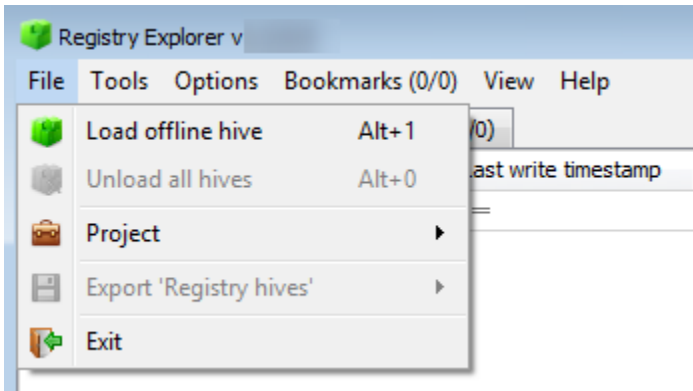 Registry Explorer v
File Tools Options Bookmarks (0/0) View Help
Load offline hive Alt+1
/0)
Unload all hives Alt+0
ast write timestamp
=
Project
Export 'Registry hives'
Exit